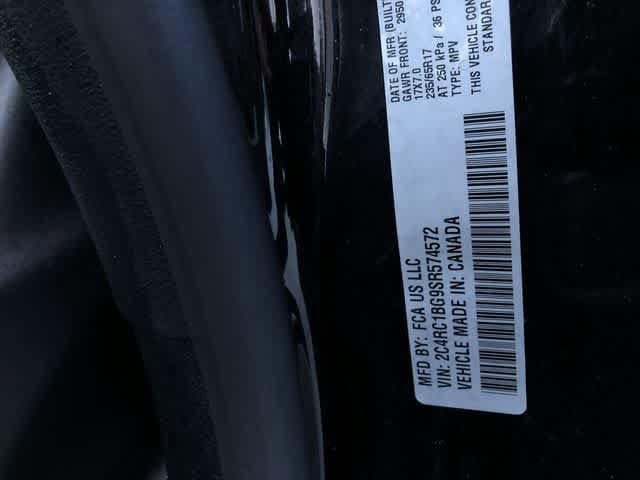 MFD BY: FCA US LLC
VIN: 2C4RC1BG9SR574572
VEHICLE MADE IN: CANADA
DATE OF MFR (BUILT
GAWR FRONT: 2950
17X7.0
235/65R17
AT 250 kPa / 36 PS
TYPE: MPV
THIS VEHICLE CON
STANDAR